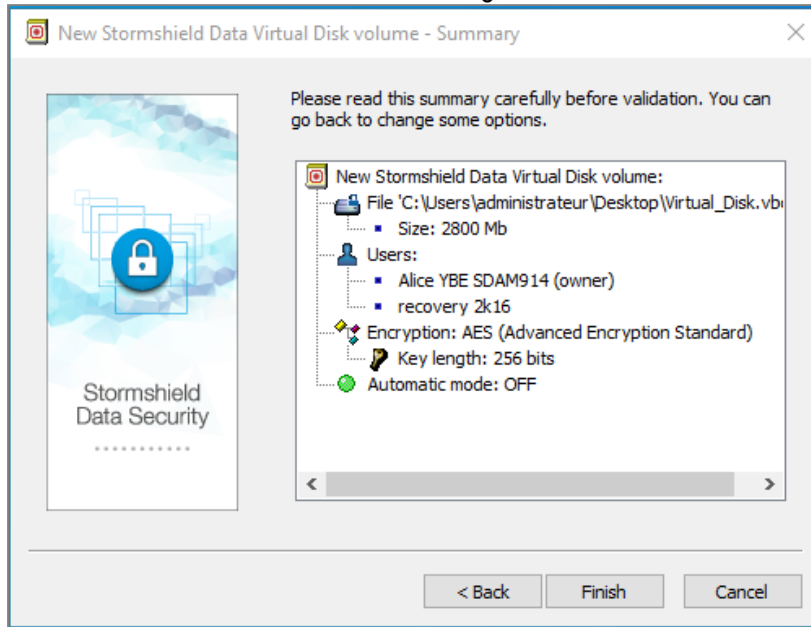 New Stormshield Data Virtual Disk volume - Summary
Please read this summary carefully before validation. You can
go back to change some options.
New Stormshield Data Virtual Disk volume:
File 'C:\Users\administrateur\Desktop\Virtual_Disk.vb
Size: 2800 Mb
Users:
Alice YBE SDAM914 (owner)
recovery 2k16
Encryption: AES (Advanced Encryption Standard)
Key length: 256 bits
Automatic mode: OFF
Stormshield
Data Security
< Back
Finish
Cancel